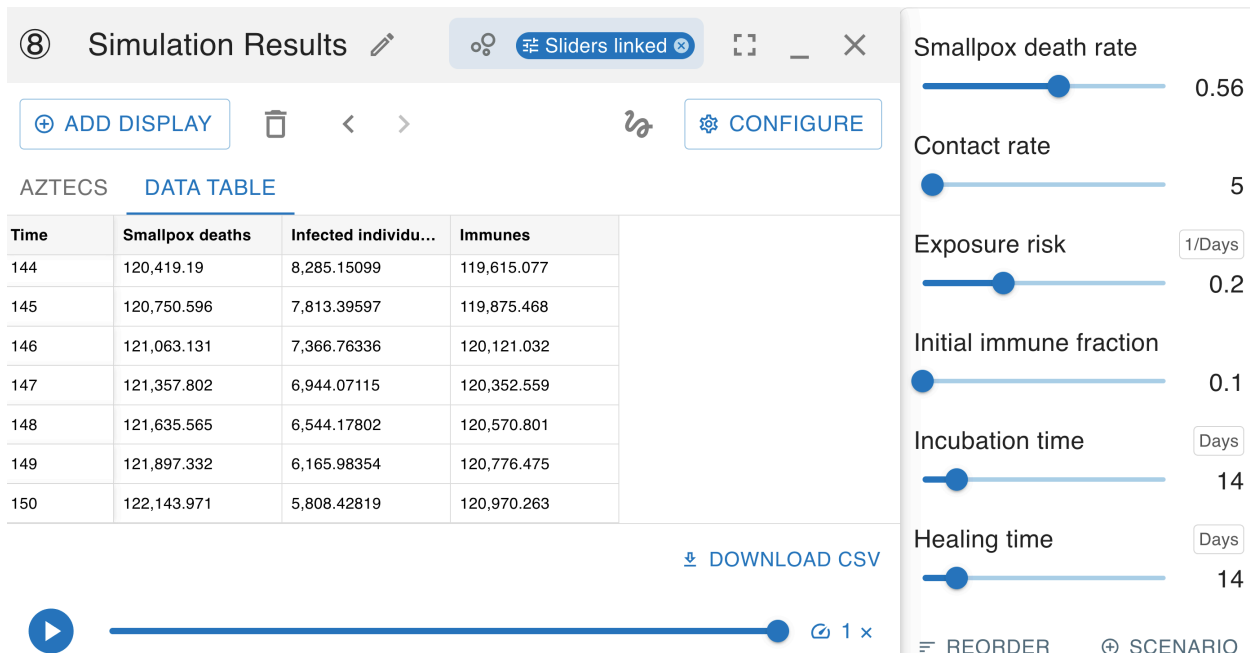 ⑧ Simulation Results Sliders linked
ADD DISPLAY CONFIGURE
AZTECS DATA TABLE
Time Smallpox deaths Infected individu... Immunes
144 120,419.19 8,285.15099 119,615.077
145 120,750.596 7,813.39597 119,875.468
146 121,063.131 7,366.76336 120,121.032
147 121,357.802 6,944.07115 120,352.559
148 121,635.565 6,544.17802 120,570.801
149 121,897.332 6,165.98354 120,776.475
150 122,143.971 5,808.42819 120,970.263
DOWNLOAD CSV
1 ×
Smallpox death rate
0.56
Contact rate
5
Exposure risk 1/Days
0.2
Initial immune fraction
0.1
Incubation time Days
14
Healing time Days
14
REORDER SCENARIO